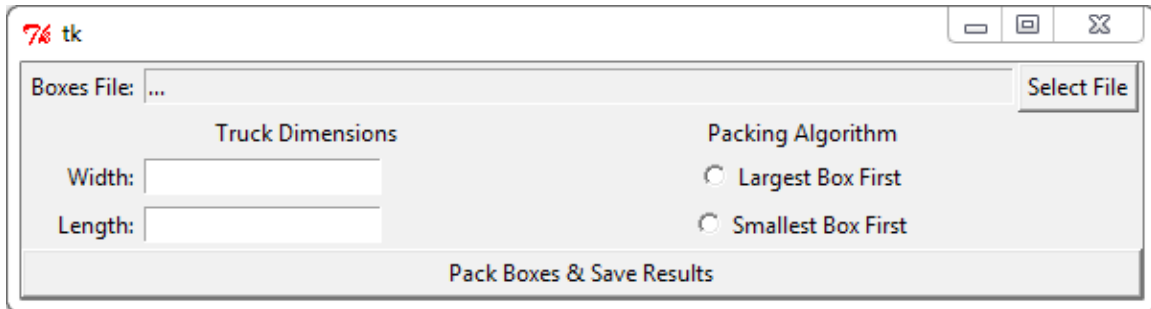 tk
Boxes File: ... Select File
Truck Dimensions Packing Algorithm
Width: Largest Box First
Length: Smallest Box First
Pack Boxes & Save Results